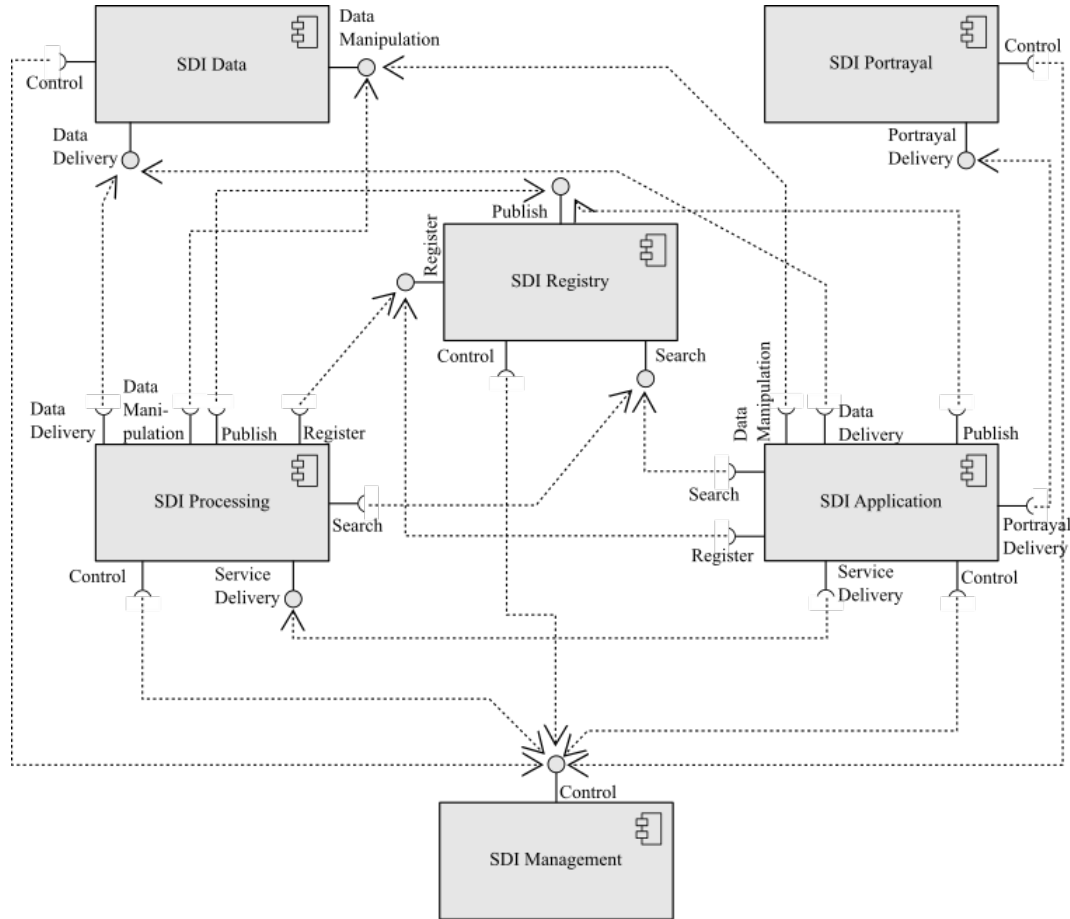 Data
Manipulation
SDI Data
Control
Data
Delivery
SDI Portrayal
Control
Portrayal
Delivery
Publish
Register
SDI Registry
Control
Search
Data
Delivery
Data
Mani-
pulation
Publish
Register
SDI Processing
Search
Control
Service
Delivery
Data
Manipulation
Data
Delivery
Publish
Search
SDI Application
Register
Portrayal
Delivery
Service
Delivery
Control
Control
SDI Management